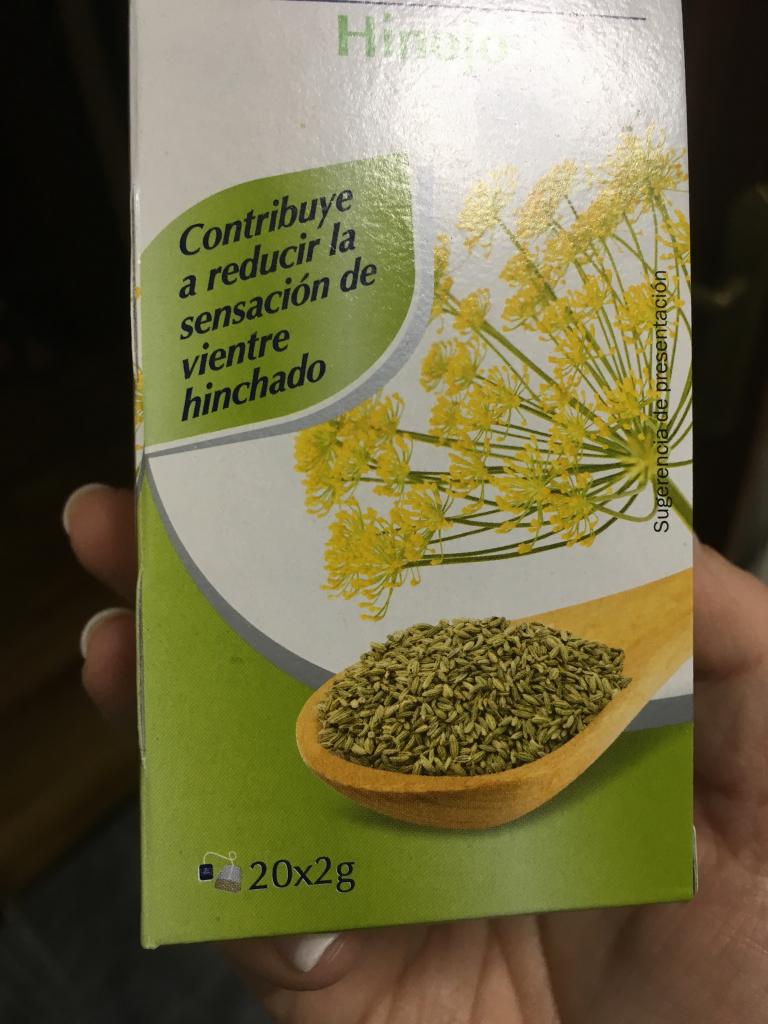 Hinojo
Contribuye
a reducir la
sensación de
vientre
hinchado
Sugerencia de presentación
20x2g